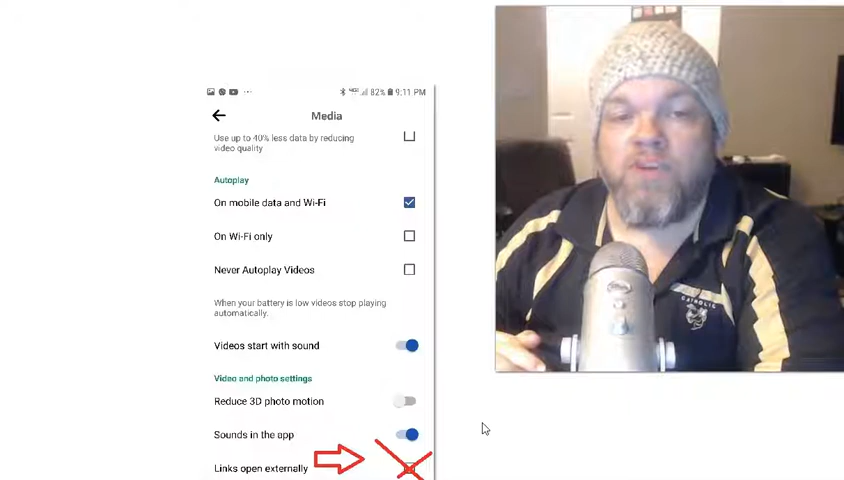 82% 9:11 PM
Media
Use up to 40% less data by reducing
video quality
Autoplay
On mobile data and Wi-Fi
On Wi-Fi only
Never Autoplay Videos
When your battery is low videos stop playing
automatically.
Videos start with sound
Video and photo settings
Reduce 3D photo motion
Sounds in the app
Links open externally
CATHOLIC